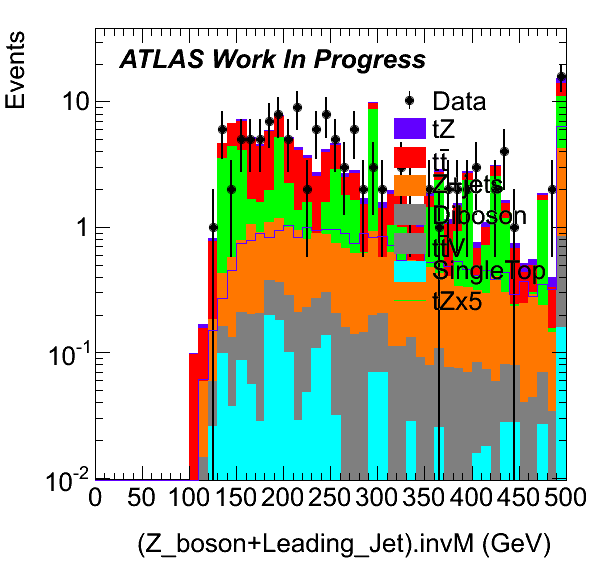 Events
ATLAS Work In Progress
Data
tZ
tt̄
Z+jets
Diboson
tt̄V
SingleTop
tZx5
10
1
10⁻¹
10⁻²
0 50 100 150 200 250 300 350 400 450 500
(Z_boson+Leading_Jet).invM (GeV)